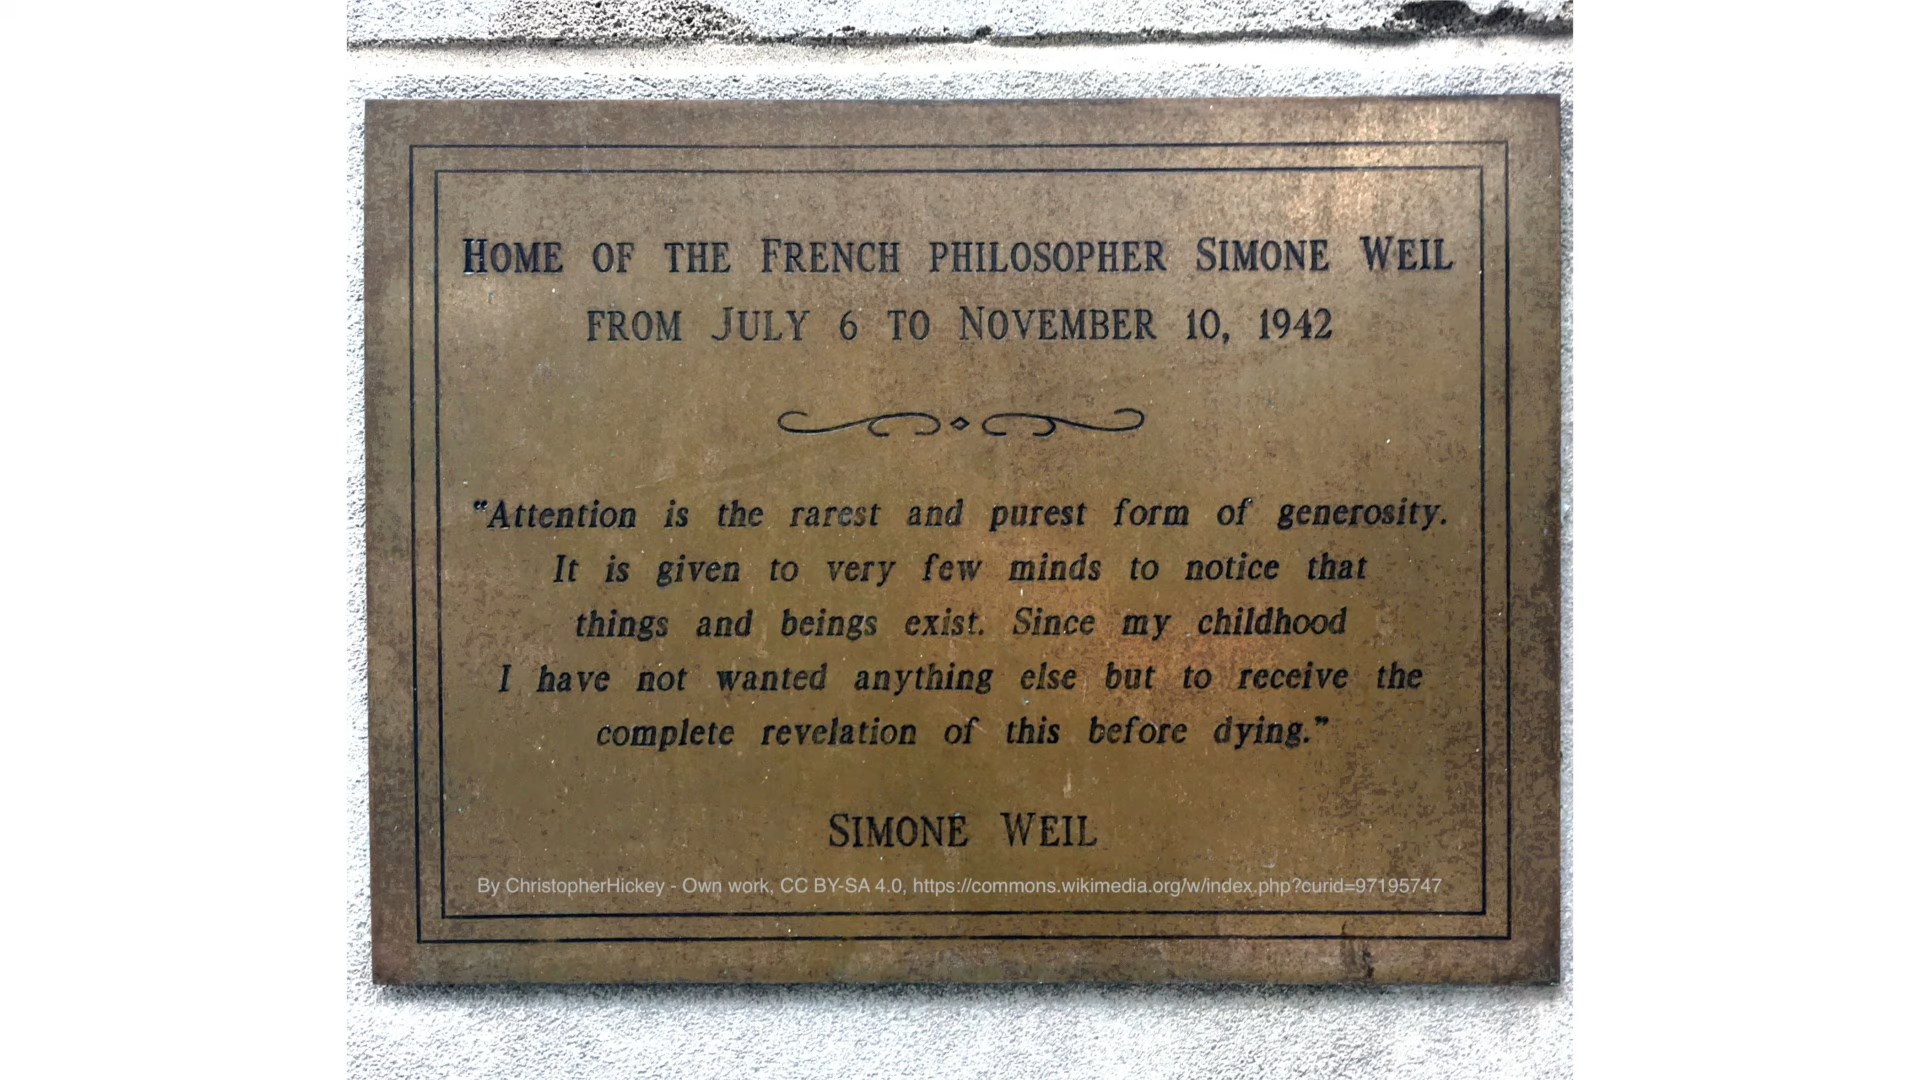 HOME OF THE FRENCH PHILOSOPHER SIMONE WEIL
FROM JULY 6 TO NOVEMBER 10, 1942
“Attention is the rarest and purest form of generosity.
It is given to very few minds to notice that
things and beings exist. Since my childhood
I have not wanted anything else but to receive the
complete revelation of this before dying.”
SIMONE WEIL
By ChristopherHickey - Own work, CC BY-SA 4.0, https://commons.wikimedia.org/w/index.php?curid=97195747